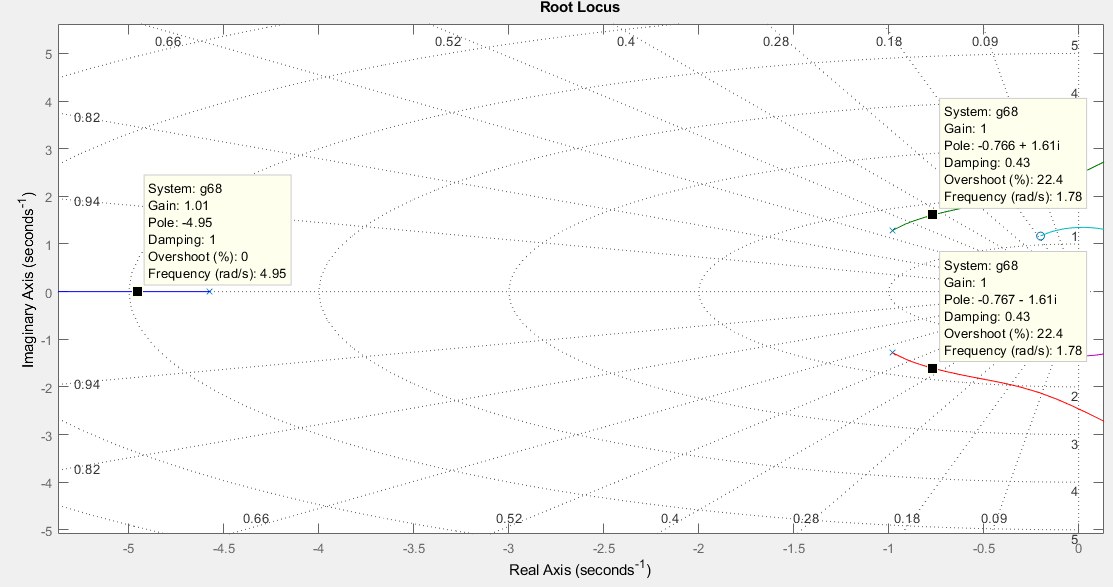 Root Locus
0.66
0.52
0.4
0.28
0.18
0.09
5
5
4
4
System: g68
Gain: 1
Pole: -0.766 + 1.61i
Damping: 0.43
Overshoot (%): 22.4
Frequency (rad/s): 1.78
0.82
3
System: g68
Gain: 1.01
Pole: -4.95
Damping: 1
Overshoot (%): 0
Frequency (rad/s): 4.95
2
0.94
1
1
System: g68
Gain: 1
Pole: -0.767 - 1.61i
Damping: 0.43
Overshoot (%): 22.4
Frequency (rad/s): 1.78
0
-1
0.94
-2
2
-3
3
0.82
-4
4
0.66
0.52
0.4
0.28
0.18
0.09
-5
5
-5
-4.5
-4
-3.5
-3
-2.5
-2
-1.5
-1
-0.5
0
Real Axis (seconds-1)
Imaginary Axis (seconds-1)